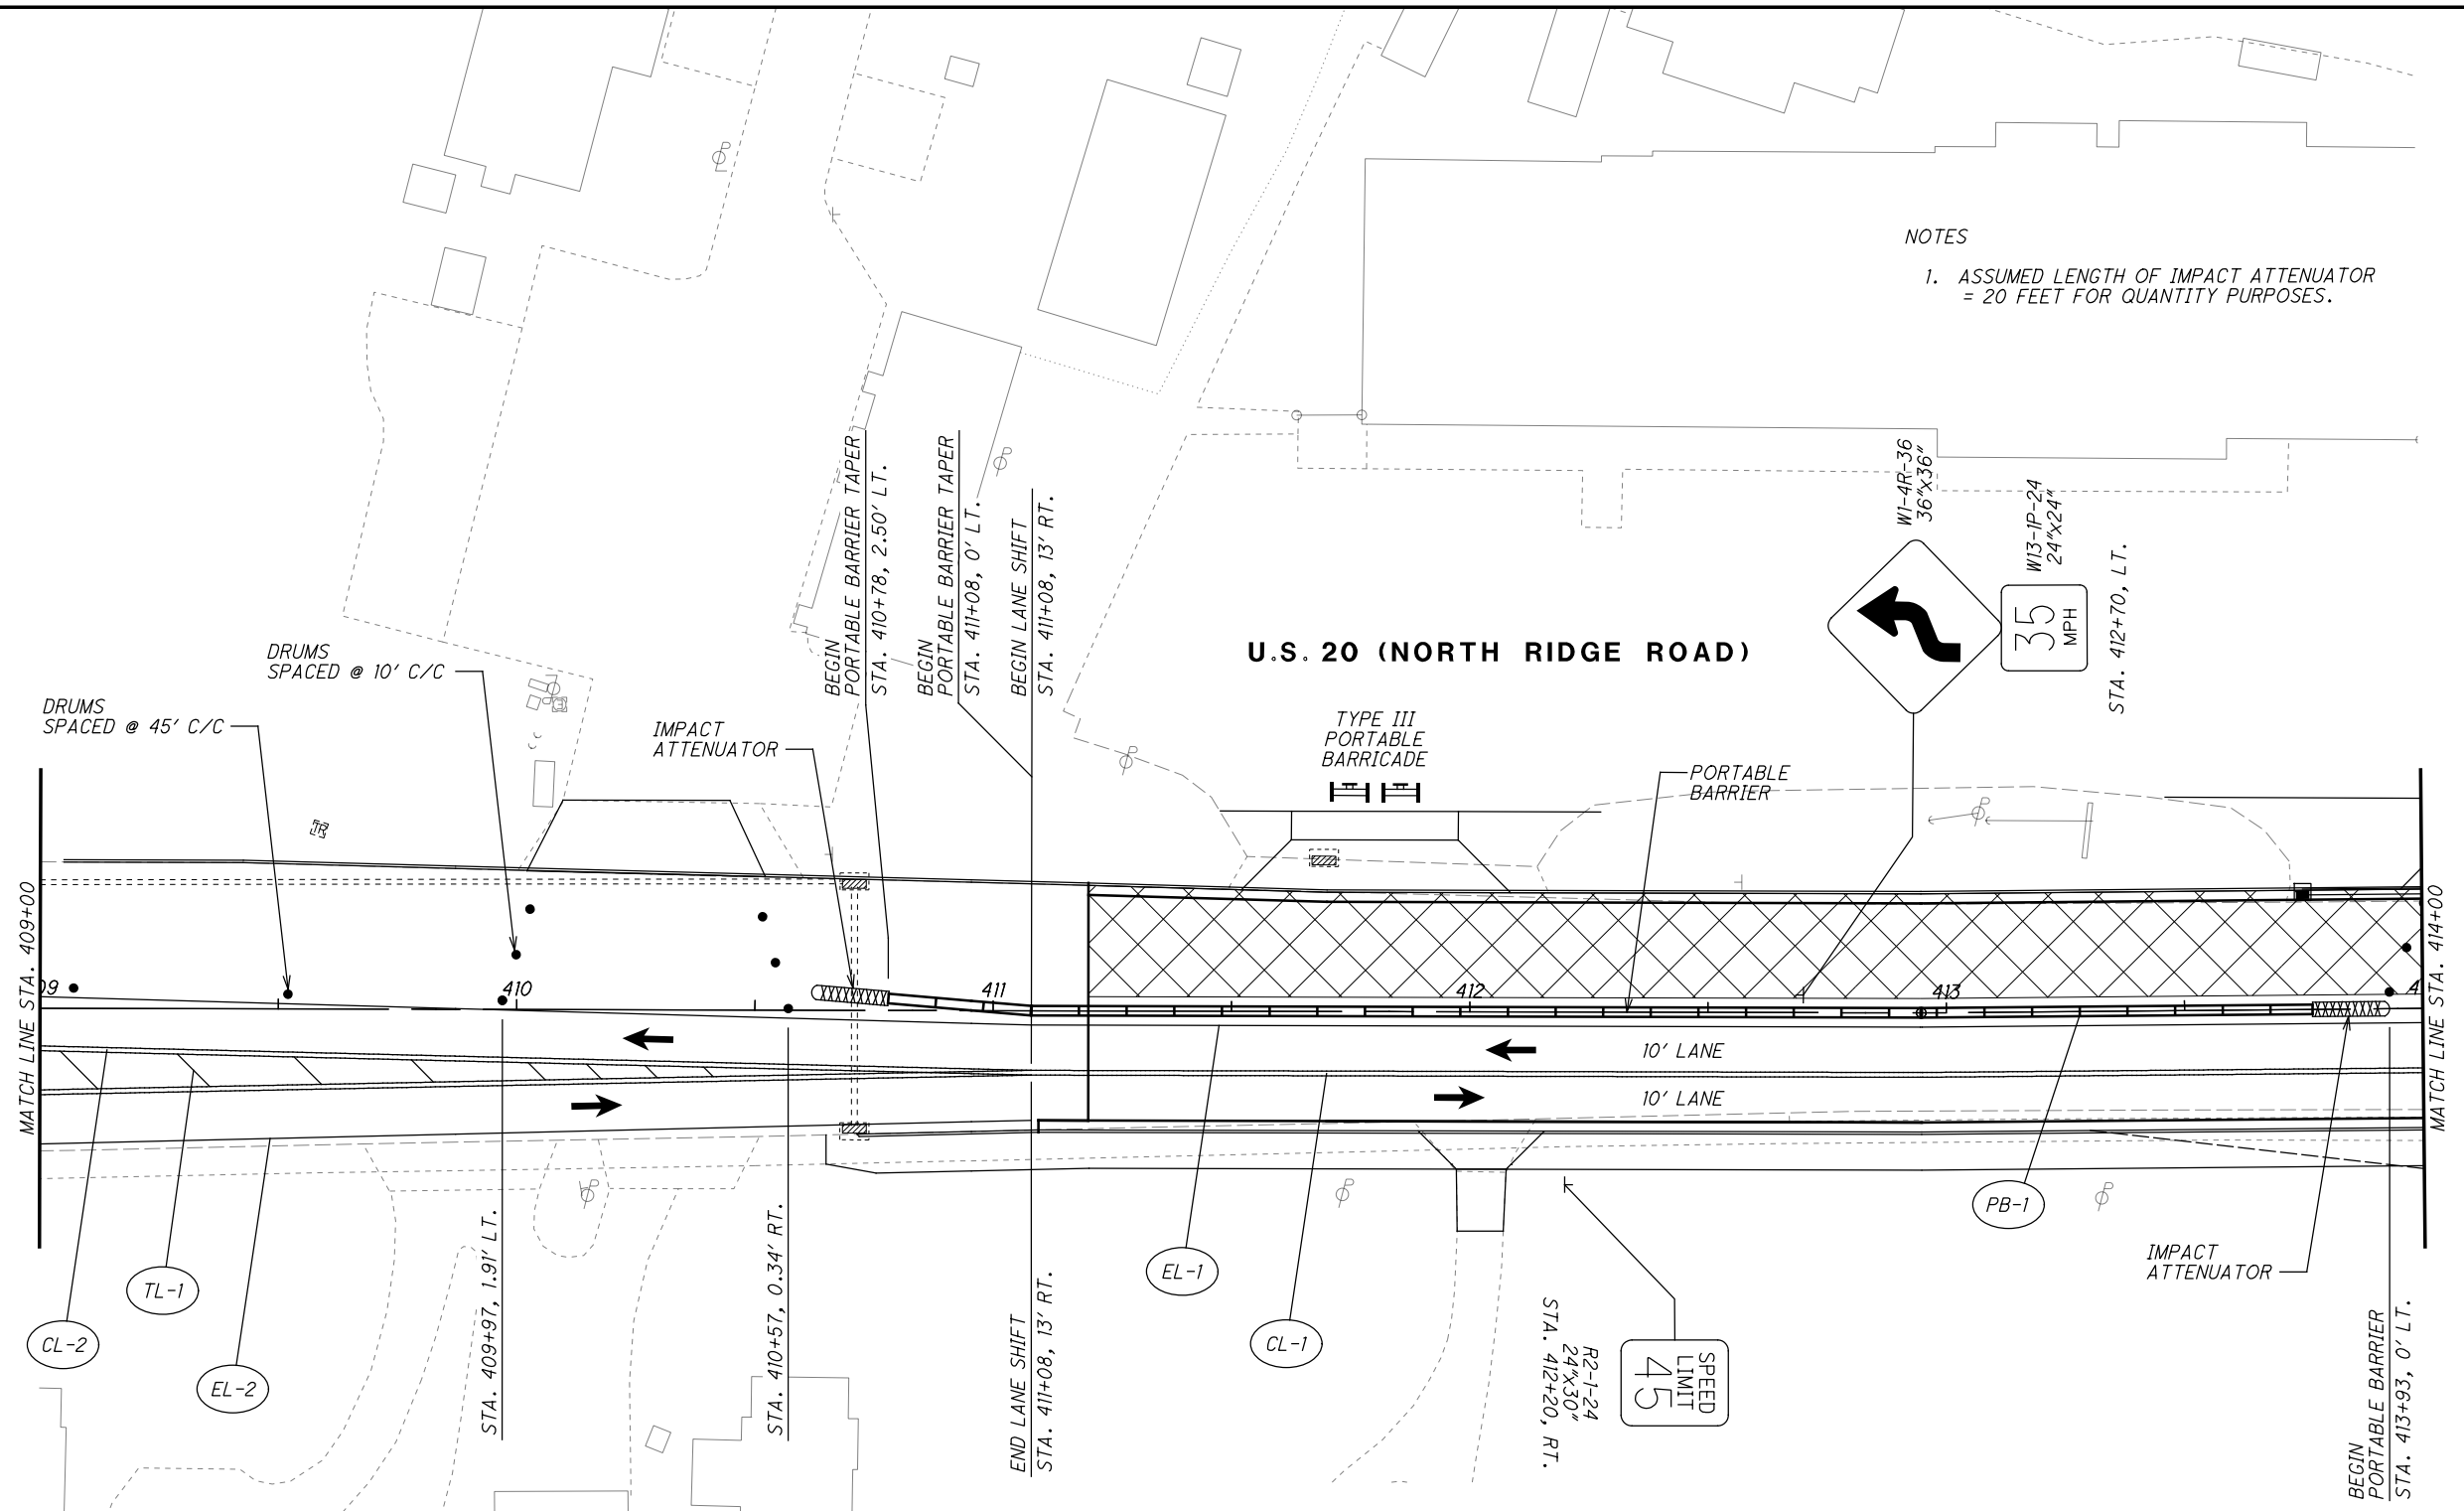 NOTES
1. ASSUMED LENGTH OF IMPACT ATTENUATOR
= 20 FEET FOR QUANTITY PURPOSES.
W1-4R-36
36"x36"
W13-1P-24
24"x24"
35
MPH
STA. 412+70, LT.
U.S. 20 (NORTH RIDGE ROAD)
BEGIN
PORTABLE BARRIER TAPER
STA. 410+78, 2.50' LT.
BEGIN
PORTABLE BARRIER TAPER
STA. 411+08, 0' LT.
BEGIN LANE SHIFT
STA. 411+08, 13' RT.
DRUMS
SPACED @ 10' C/C
DRUMS
SPACED @ 45' C/C
IMPACT
ATTENUATOR
TYPE III
PORTABLE
BARRICADE
PORTABLE
BARRIER
TR
MATCH LINE STA. 409+00
MATCH LINE STA. 414+00
09
410
411
412
413
4
10' LANE
10' LANE
PB-1
EL-1
CL-1
TL-1
CL-2
EL-2
IMPACT
ATTENUATOR
STA. 409+97, 1.91' LT.
STA. 410+57, 0.34' RT.
END LANE SHIFT
STA. 411+08, 13' RT.
SPEED
LIMIT
45
R2-1-24
24"x30"
STA. 412+20, RT.
BEGIN
PORTABLE BARRIER
STA. 413+93, 0' LT.